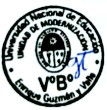 Universidad Nacional de Educación
UNIDAD DE MODERNIZACIÓN
VºBº
Enrique Guzmán y Valle